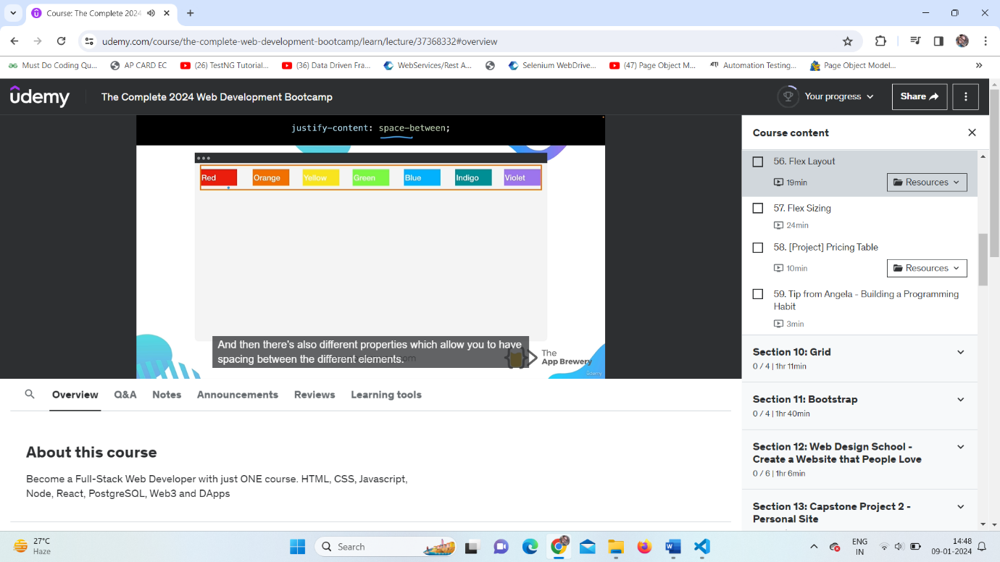 Course: The Complete 2024
udemy.com/course/the-complete-web-development-bootcamp/learn/lecture/37368332#overview
Must Do Coding Qu...
AP CARD EC
(26) TestNG Tutorial...
(36) Data Driven Fra...
WebServices/Rest A...
Selenium WebDrive...
(47) Page Object M...
Automation Testing...
Page Object Model...
»
udemy
The Complete 2024 Web Development Bootcamp
Your progress
Share
justify-content: space-between;
Red
Orange
Yellow
Green
Blue
Indigo
Violet
And then there's also different properties which allow you to have
spacing between the different elements.
The
App Brewery
udemy
Course content
56. Flex Layout
19min
Resources
57. Flex Sizing
24min
58. [Project] Pricing Table
10min
Resources
59. Tip from Angela - Building a Programming
Habit
3min
Section 10: Grid
0 / 4 | 1hr 11min
Section 11: Bootstrap
0 / 4 | 1hr 40min
Section 12: Web Design School -
Create a Website that People Love
0 / 6 | 1hr 6min
Section 13: Capstone Project 2 -
Personal Site
Overview
Q&A
Notes
Announcements
Reviews
Learning tools
About this course
Become a Full-Stack Web Developer with just ONE course. HTML, CSS, Javascript,
Node, React, PostgreSQL, Web3 and DApps
27°C
Haze
Search
ENG
IN
14:48
09-01-2024